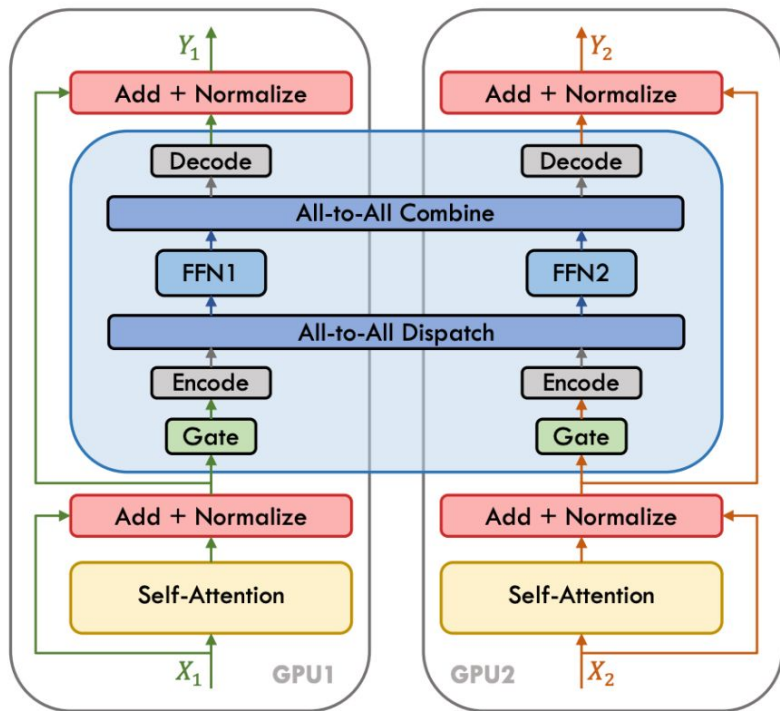 Y₁ Y₂
Add + Normalize Add + Normalize
Decode Decode
All-to-All Combine
FFN1 FFN2
All-to-All Dispatch
Encode Encode
Gate Gate
Add + Normalize Add + Normalize
Self-Attention Self-Attention
X₁ GPU1 GPU2 X₂